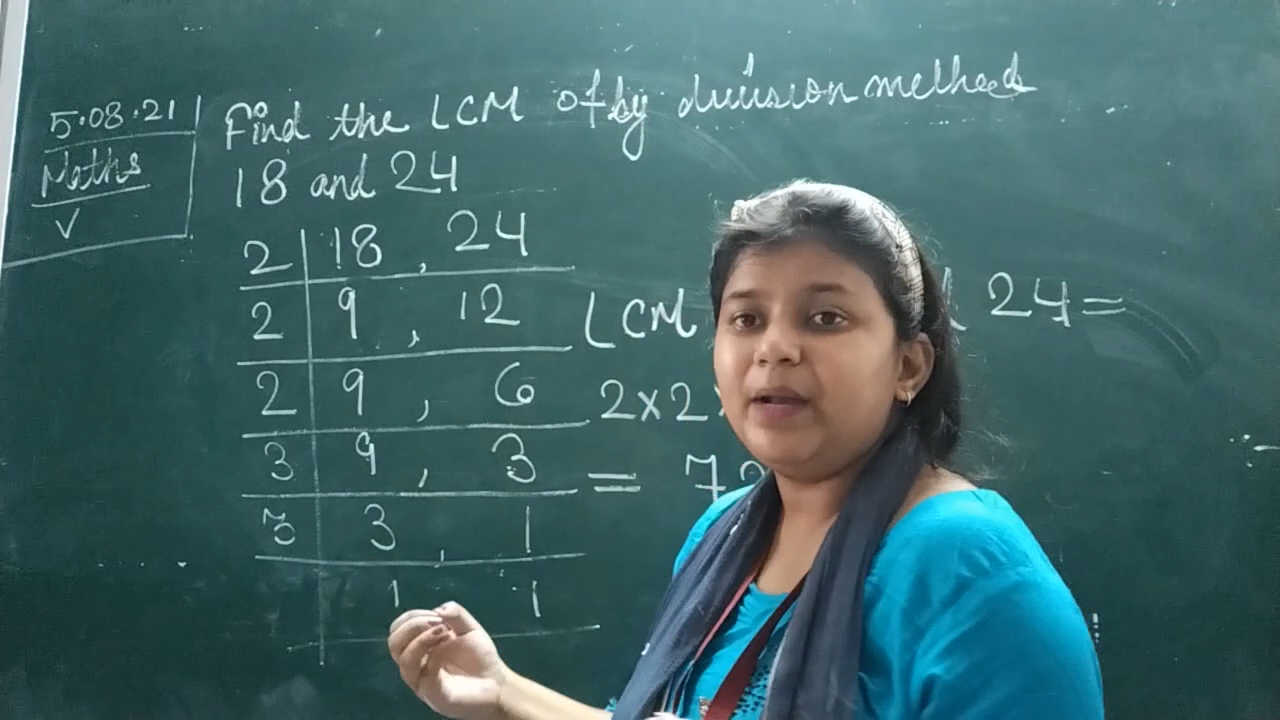 5.08.21
Maths
V
Find the LCM of by division method
18 and 24
2 18 , 24
2 9 , 12
2 9 , 6
3 9 , 3
3 3 , 1
1 1
LCM 24 =
2×2
= 72